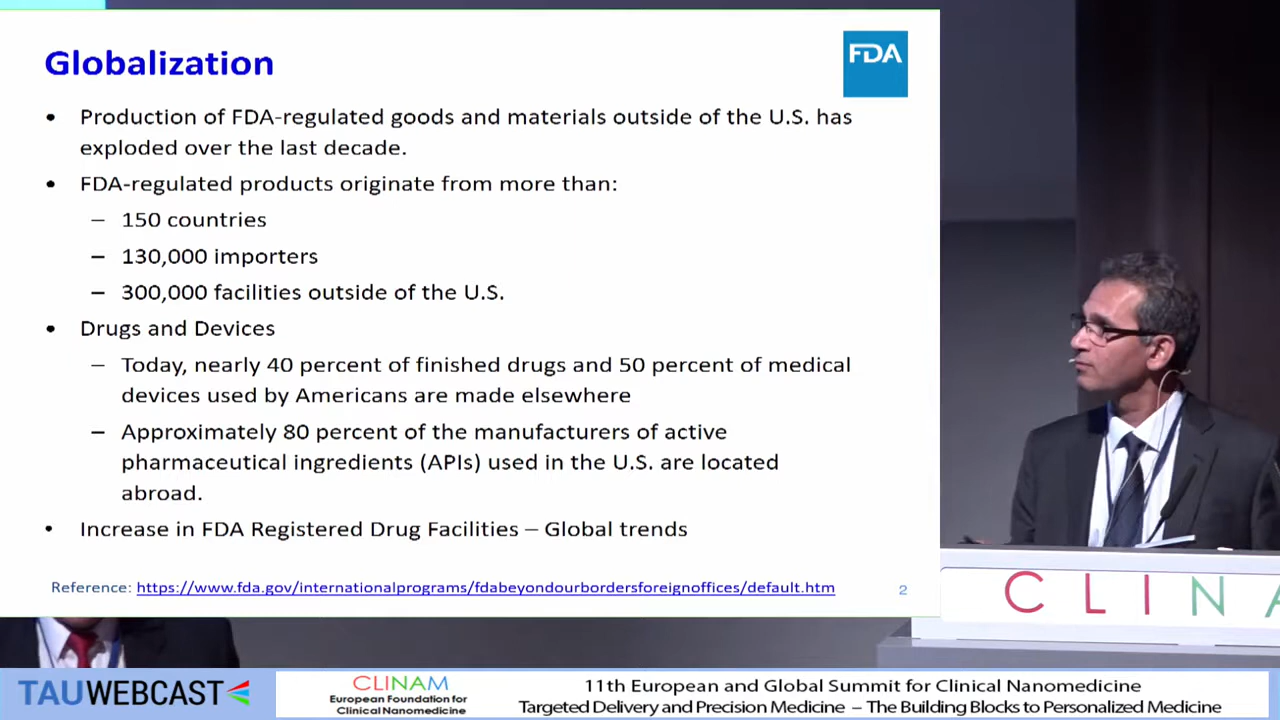 Globalization
FDA
• Production of FDA-regulated goods and materials outside of the U.S. has
exploded over the last decade.
• FDA-regulated products originate from more than:
– 150 countries
– 130,000 importers
– 300,000 facilities outside of the U.S.
• Drugs and Devices
– Today, nearly 40 percent of finished drugs and 50 percent of medical
devices used by Americans are made elsewhere
– Approximately 80 percent of the manufacturers of active
pharmaceutical ingredients (APIs) used in the U.S. are located
abroad.
• Increase in FDA Registered Drug Facilities – Global trends
Reference: https://www.fda.gov/internationalprograms/fdabeyondourbordersforeignoffices/default.htm
2
CLINA
TAUWEBCAST
CLINAM
European Foundation for
Clinical Nanomedicine
11th European and Global Summit for Clinical Nanomedicine
Targeted Delivery and Precision Medicine – The Building Blocks to Personalized Medicine